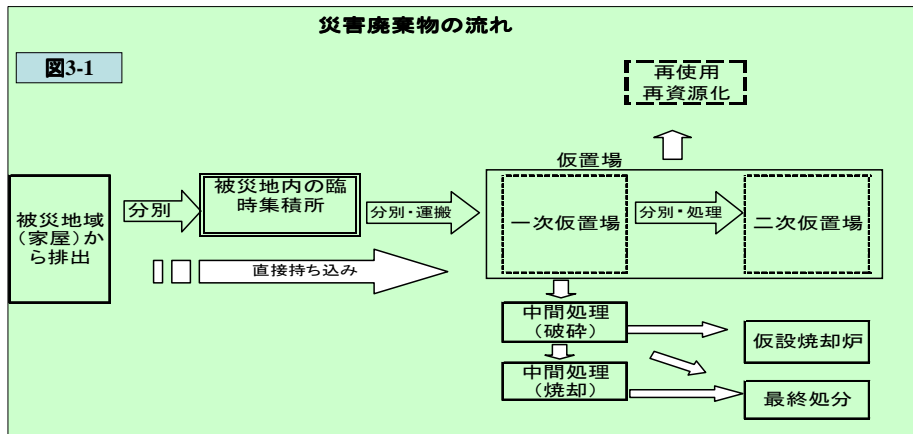 災害廃棄物の流れ
図3-1
再使用
再資源化
仮置場
被災地域
(家屋)か
ら排出
分別
被災地内の臨
時集積所
分別・運搬
一次仮置場
分別・処理
二次仮置場
直接持ち込み
中間処理
(破砕)
仮設焼却炉
中間処理
(焼却)
最終処分